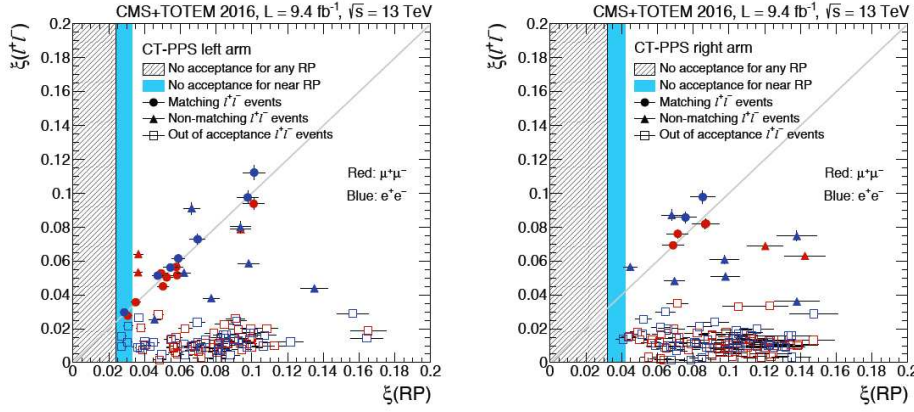 CMS+TOTEM 2016, L = 9.4 fb⁻¹, √s = 13 TeV
ξ(l⁺l⁻)
0.2
0.18
0.16
0.14
0.12
0.1
0.08
0.06
0.04
0.02
0
CT-PPS left arm
No acceptance for any RP
No acceptance for near RP
Matching l⁺l⁻ events
Non-matching l⁺l⁻ events
Out of acceptance l⁺l⁻ events
Red: μ⁺μ⁻
Blue: e⁺e⁻
0 0.02 0.04 0.06 0.08 0.1 0.12 0.14 0.16 0.18 0.2
ξ(RP)
CMS+TOTEM 2016, L = 9.4 fb⁻¹, √s = 13 TeV
ξ(l⁺l⁻)
0.2
0.18
0.16
0.14
0.12
0.1
0.08
0.06
0.04
0.02
0
CT-PPS right arm
No acceptance for any RP
No acceptance for near RP
Matching l⁺l⁻ events
Non-matching l⁺l⁻ events
Out of acceptance l⁺l⁻ events
Red: μ⁺μ⁻
Blue: e⁺e⁻
0 0.02 0.04 0.06 0.08 0.1 0.12 0.14 0.16 0.18 0.2
ξ(RP)